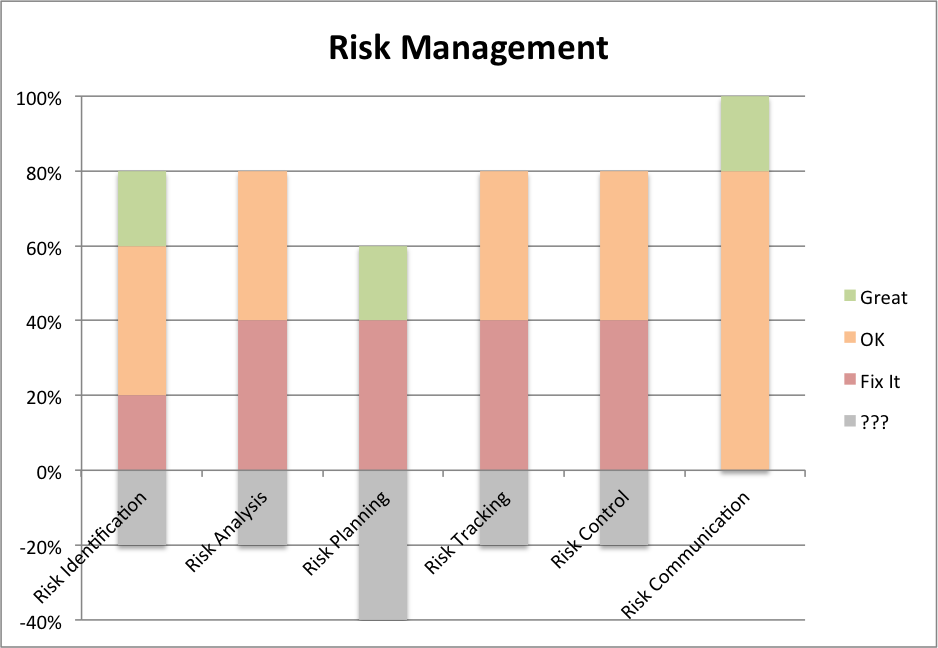 Risk Management
100%
80%
60%
40%
20%
0%
-20%
-40%
Risk Identification
Risk Analysis
Risk Planning
Risk Tracking
Risk Control
Risk Communication
Great
OK
Fix It
???